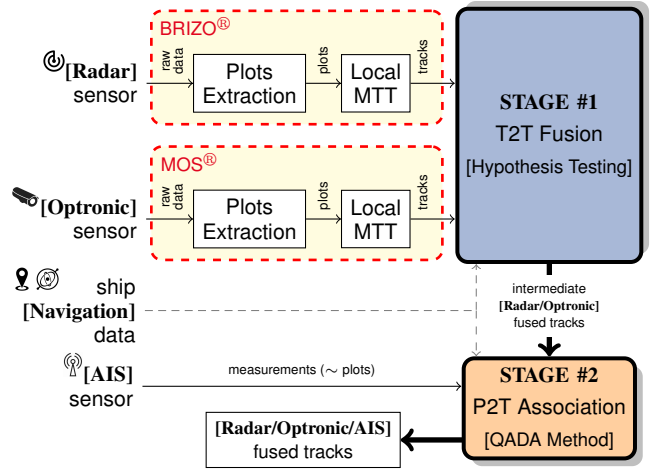 BRIZO®
[Radar]
sensor
raw
data
Plots
Extraction
plots
Local
MTT
tracks
STAGE #1
T2T Fusion
[Hypothesis Testing]
MOS®
[Optronic]
sensor
raw
data
Plots
Extraction
plots
Local
MTT
tracks
ship
[Navigation]
data
intermediate
[Radar/Optronic]
fused tracks
[AIS]
sensor
measurements (∼ plots)
STAGE #2
P2T Association
[QADA Method]
[Radar/Optronic/AIS]
fused tracks